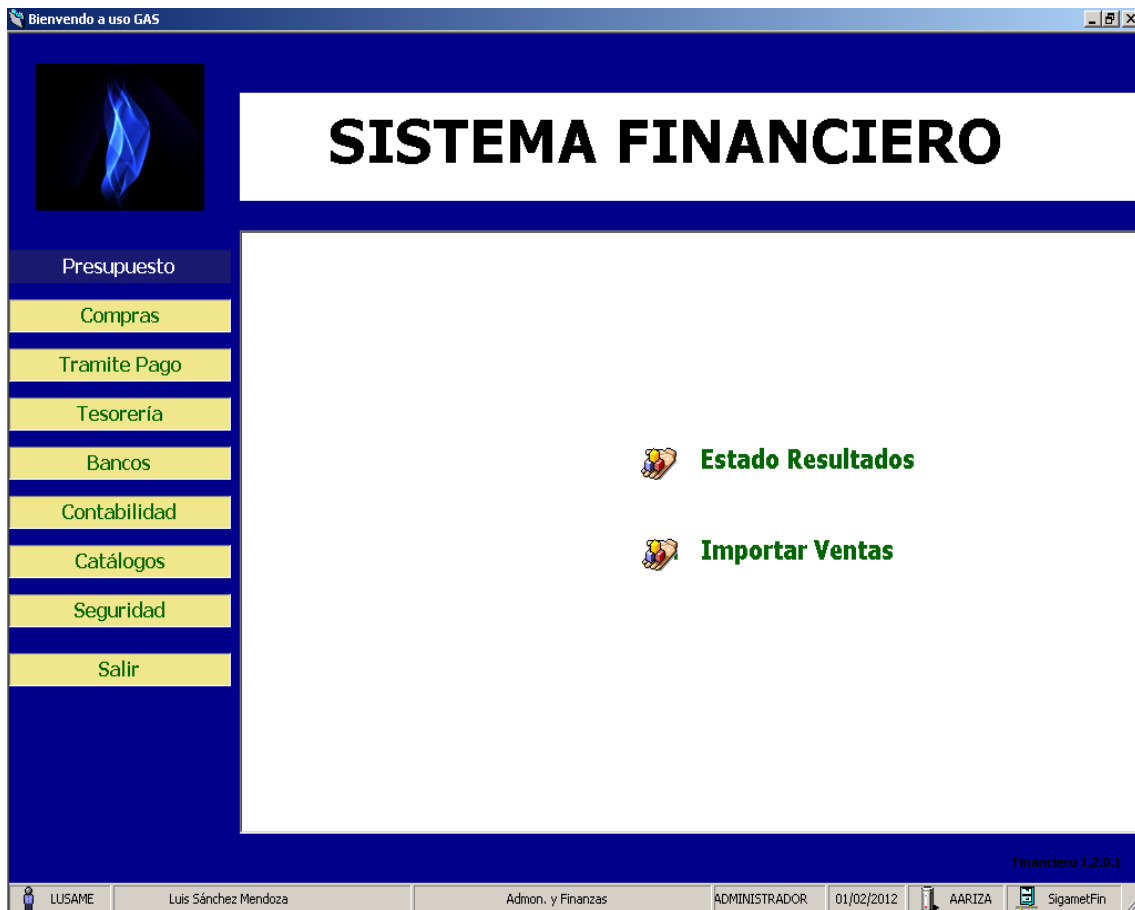 Bienvendo a uso GAS
SISTEMA FINANCIERO
Presupuesto
Compras
Tramite Pago
Tesorería
Bancos
Contabilidad
Catálogos
Seguridad
Salir
Estado Resultados
Importar Ventas
Financiero 1.2.0.1
LUSAME Luis Sánchez Mendoza Admon. y Finanzas ADMINISTRADOR 01/02/2012 AARIZA SigametFin